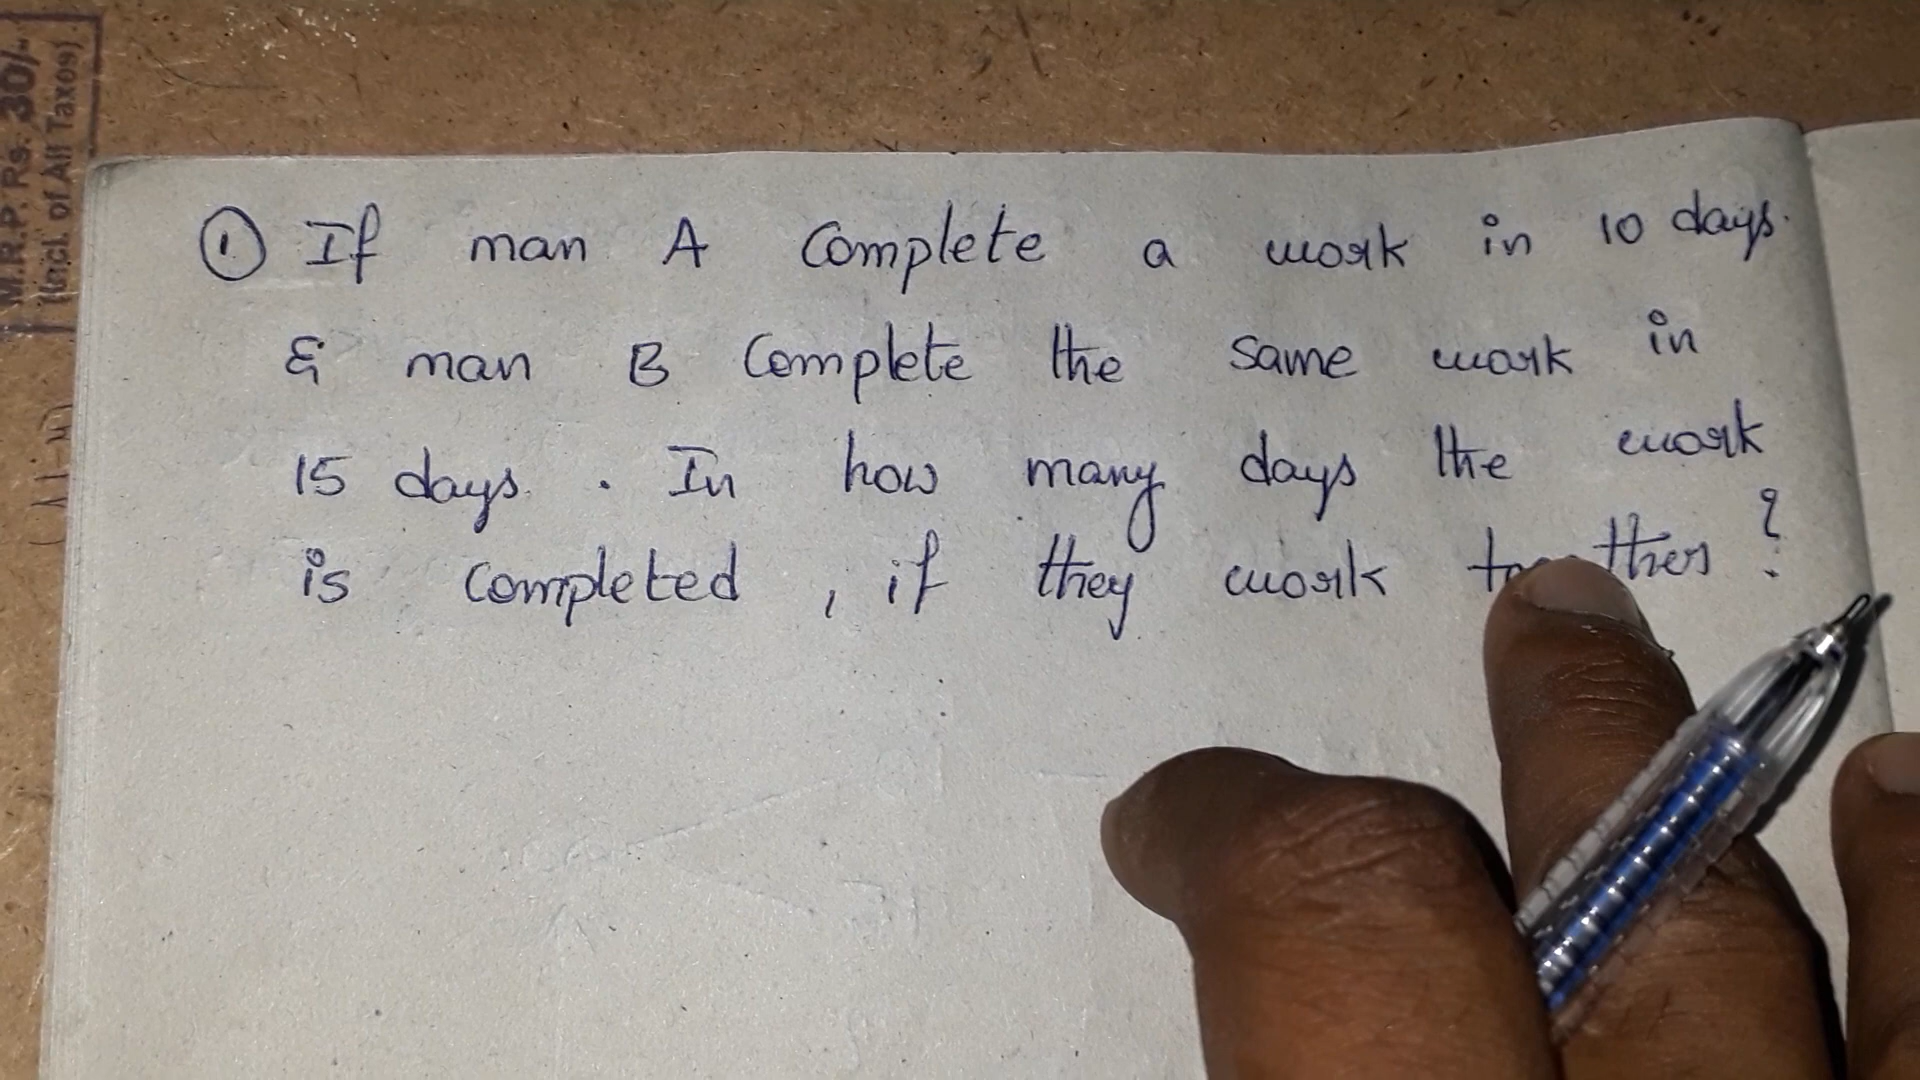 M.R.P. Rs. 30/-
(Incl. of All Taxes)
① If man A Complete a work in 10 days.
& man B Complete the same work in
15 days. In how many days the work
is completed, if they work together?